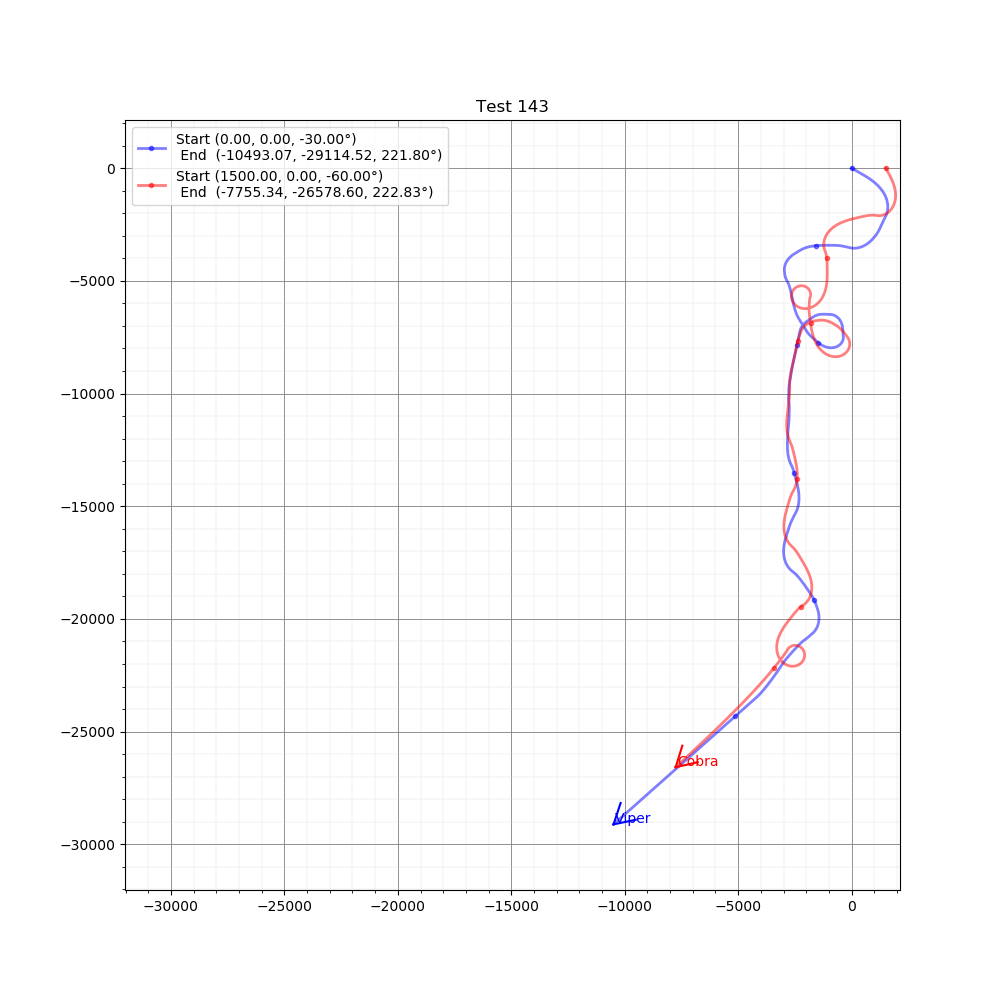 Test 143
Start (0.00, 0.00, -30.00°)
End  (-10493.07, -29114.52, 221.80°)
Start (1500.00, 0.00, -60.00°)
End  (-7755.34, -26578.60, 222.83°)
0
−5000
−10000
−15000
−20000
−25000
−30000
Cobra
Viper
−30000 −25000 −20000 −15000 −10000 −5000 0